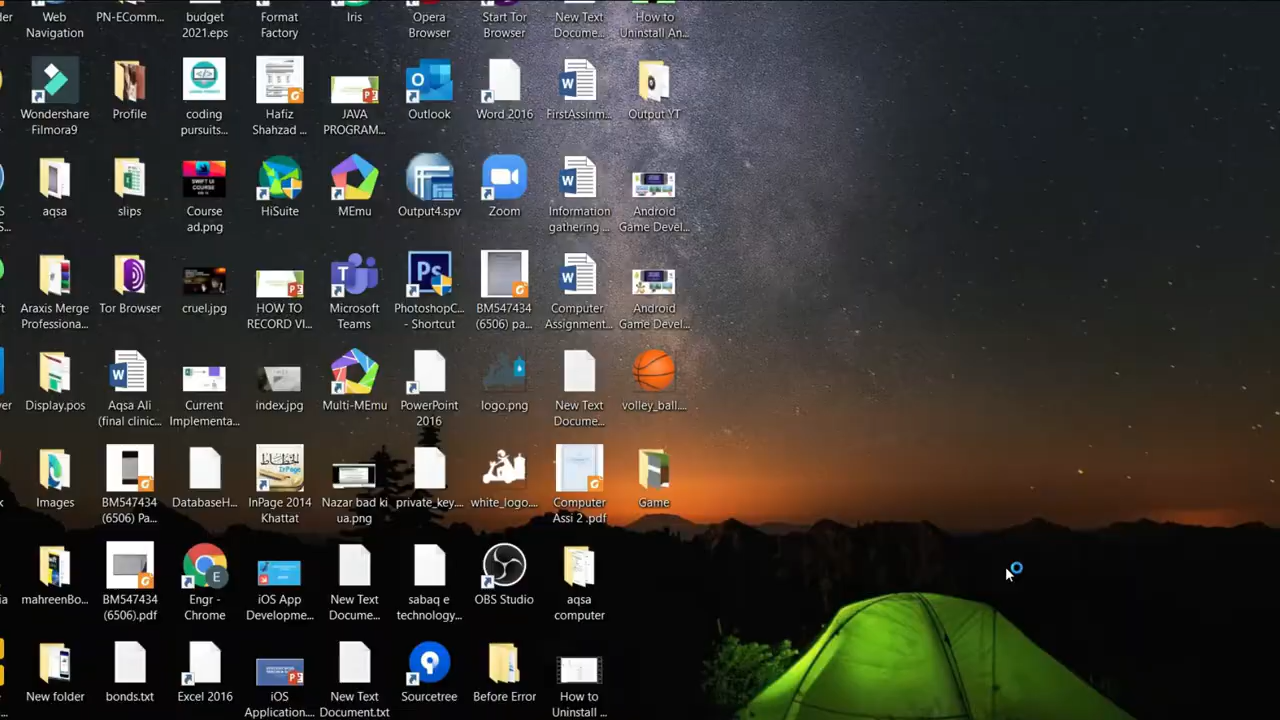 Web
Navigation
PN-EComm...
budget
2021.eps
Format
Factory
Iris
Opera
Browser
Start Tor
Browser
New Text
Docume...
How to
Uninstall An...
Wondershare
Filmora9
Profile
coding
pursuits...
Hafiz
Shahzad ...
JAVA
PROGRAM...
Outlook
Word 2016
FirstAssinm...
Output YT
aqsa
slips
Course
ad.png
HiSuite
MEmu
Output4.spv
Zoom
Information
gathering ...
Android
Game Devel...
Araxis Merge
Professiona...
Tor Browser
cruel.jpg
HOW TO
RECORD VI...
Microsoft
Teams
PhotoshopC...
- Shortcut
BM547434
(6506) pa...
Computer
Assignment...
Android
Game Devel...
Display.pos
Aqsa Ali
(final clinic...
Current
Implementa...
index.jpg
Multi-MEmu
PowerPoint
2016
logo.png
New Text
Docume...
volley_ball....
Images
BM547434
(6506) Pa...
DatabaseH...
InPage 2014
Khattat
Nazar bad ki
ua.png
private_key....
white_logo....
Computer
Assi 2 .pdf
Game
mahreenBo...
BM547434
(6506).pdf
Engr -
Chrome
iOS App
Developme...
New Text
Docume...
sabaq e
technology...
OBS Studio
aqsa
computer
New folder
bonds.txt
Excel 2016
iOS
Application....
New Text
Document.txt
Sourcetree
Before Error
How to
Uninstall ...